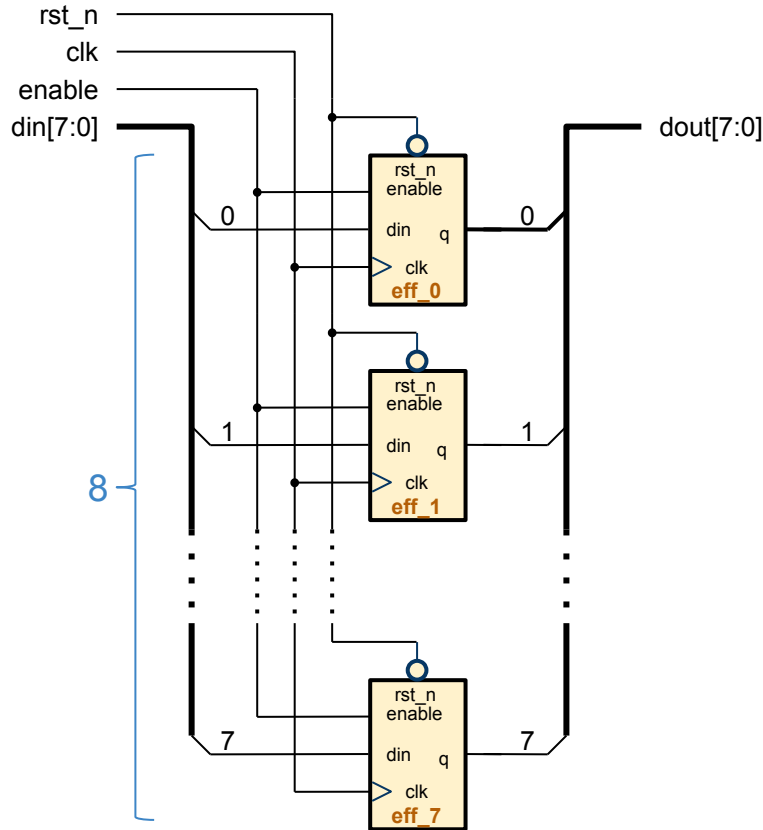 rst_n
clk
enable
din[7:0]
dout[7:0]
rst_n
enable
0
din
q
0
clk
eff_0
rst_n
enable
1
din
q
1
clk
eff_1
8
rst_n
enable
7
din
q
7
clk
eff_7